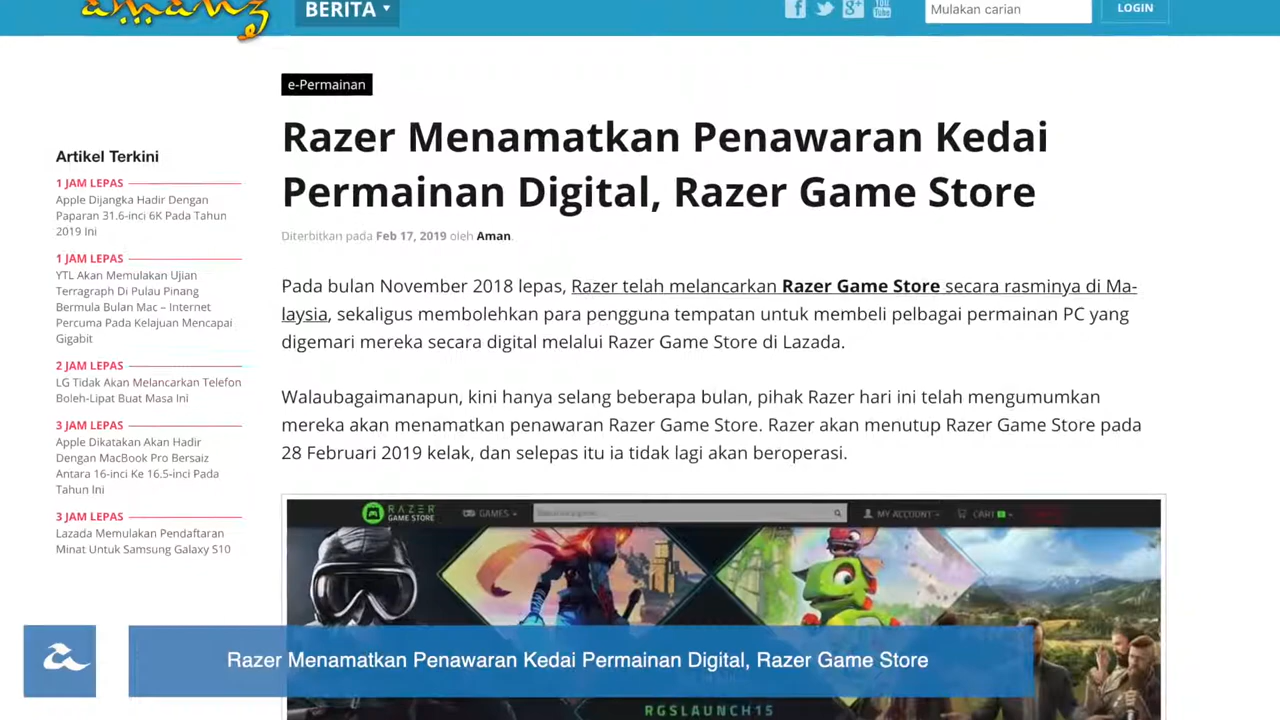 amanz
BERITA
Mulakan carian
LOGIN
e-Permainan
Razer Menamatkan Penawaran Kedai
Permainan Digital, Razer Game Store
Diterbitkan pada Feb 17, 2019 oleh Aman.
Artikel Terkini
1 JAM LEPAS
Apple Dijangka Hadir Dengan
Paparan 31.6-inci 6K Pada Tahun
2019 Ini
1 JAM LEPAS
YTL Akan Memulakan Ujian
Terragraph Di Pulau Pinang
Bermula Bulan Mac – Internet
Percuma Pada Kelajuan Mencapai
Gigabit
2 JAM LEPAS
LG Tidak Akan Melancarkan Telefon
Boleh-Lipat Buat Masa Ini
3 JAM LEPAS
Apple Dikatakan Akan Hadir
Dengan MacBook Pro Bersaiz
Antara 16-inci Ke 16.5-inci Pada
Tahun Ini
3 JAM LEPAS
Lazada Memulakan Pendaftaran
Minat Untuk Samsung Galaxy S10
Pada bulan November 2018 lepas, Razer telah melancarkan Razer Game Store secara rasminya di Ma-
laysia, sekaligus membolehkan para pengguna tempatan untuk membeli pelbagai permainan PC yang
digemari mereka secara digital melalui Razer Game Store di Lazada.
Walaubagaimanapun, kini hanya selang beberapa bulan, pihak Razer hari ini telah mengumumkan
mereka akan menamatkan penawaran Razer Game Store. Razer akan menutup Razer Game Store pada
28 Februari 2019 kelak, dan selepas itu ia tidak lagi akan beroperasi.
RAZER
GAME STORE
GAMES
MY ACCOUNT
CART
Razer Menamatkan Penawaran Kedai Permainan Digital, Razer Game Store
RGSLAUNCH15